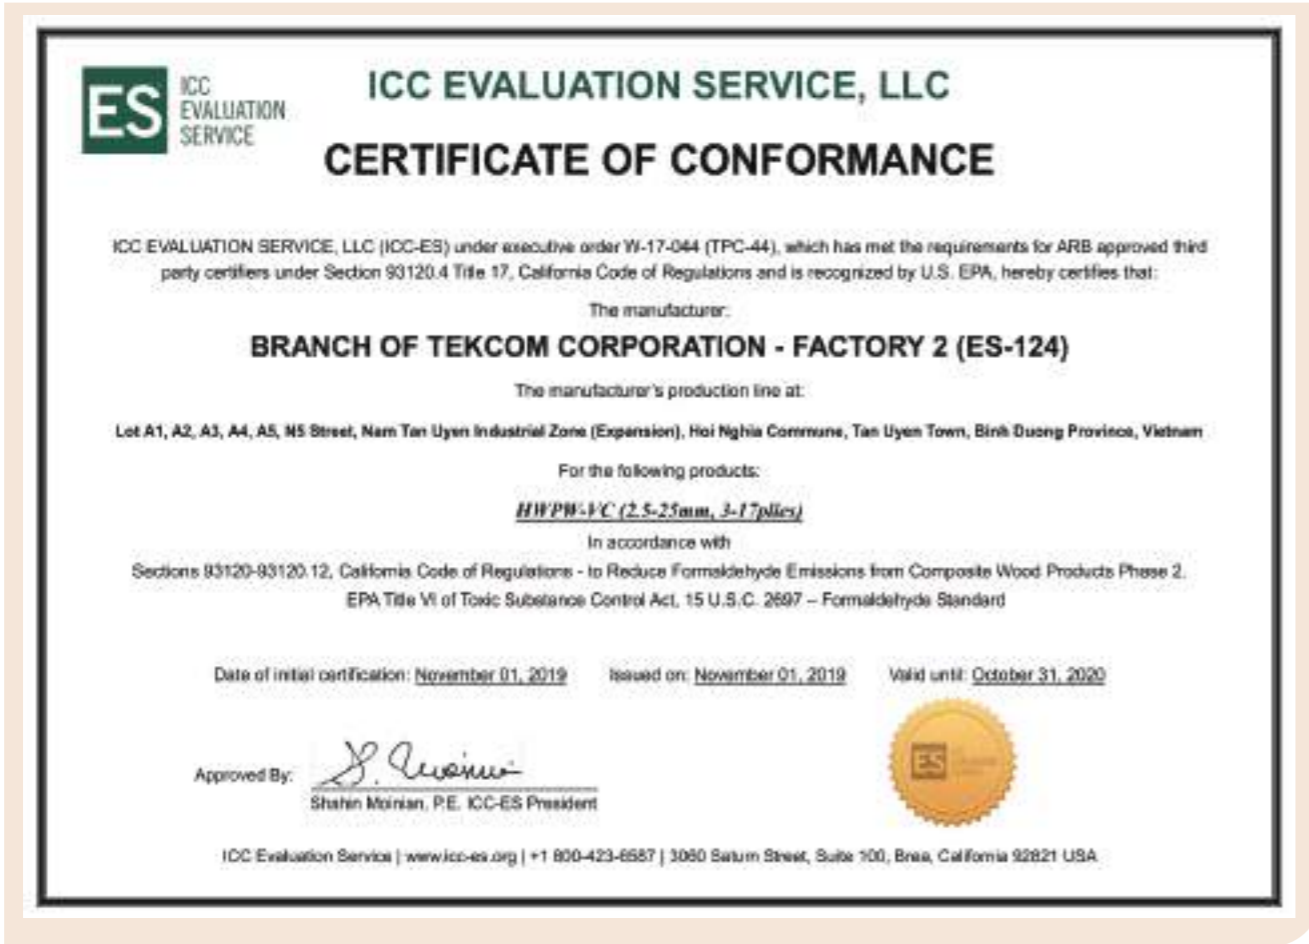 ES
ICC
EVALUATION
SERVICE
ICC EVALUATION SERVICE, LLC
CERTIFICATE OF CONFORMANCE
ICC EVALUATION SERVICE, LLC (ICC-ES) under executive order W-17-044 (TPC-44), which has met the requirements for ARB approved third
party certifiers under Section 93120.4 Title 17, California Code of Regulations and is recognized by U.S. EPA, hereby certifies that:
The manufacturer:
BRANCH OF TEKCOM CORPORATION - FACTORY 2 (ES-124)
The manufacturer's production line at:
Lot A1, A2, A3, A4, A5, N5 Street, Nam Tan Uyen Industrial Zone (Expansion), Hoi Nghia Commune, Tan Uyen Town, Binh Duong Province, Vietnam
For the following products:
HWPW-VC (2.5-25mm, 3-17plies)
In accordance with
Sections 93120-93120.12, California Code of Regulations - to Reduce Formaldehyde Emissions from Composite Wood Products Phase 2.
EPA Title VI of Toxic Substance Control Act, 15 U.S.C. 2697 – Formaldehyde Standard
Date of initial certification: November 01, 2019 Issued on: November 01, 2019 Valid until: October 31, 2020
ES
Approved By:
Shahin Moinian, P.E. ICC-ES President
ICC Evaluation Service | www.icc-es.org | +1 800-423-6587 | 3060 Saturn Street, Suite 100, Brea, California 92821 USA